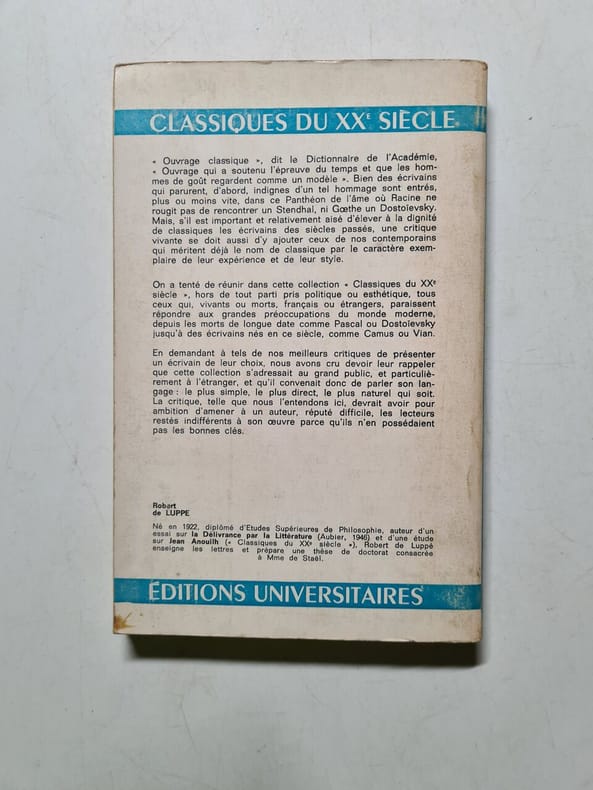 CLASSIQUES DU XXᵉ SIÈCLE
« Ouvrage classique », dit le Dictionnaire de l'Académie,
« Ouvrage qui a soutenu l'épreuve du temps et que les hom-
mes de goût regardent comme un modèle ». Bien des écrivains
qui parurent, d'abord, indignes d'un tel hommage sont entrés,
plus ou moins vite, dans ce Panthéon de l'âme où Racine ne
rougit pas de rencontrer un Stendhal, ni Gœthe un Dostoïevsky.
Mais, s'il est important et relativement aisé d'élever à la dignité
de classiques les écrivains des siècles passés, une critique
vivante se doit aussi d'y ajouter ceux de nos contemporains
qui méritent déjà le nom de classique par le caractère exem-
plaire de leur expérience et de leur style.
On a tenté de réunir dans cette collection « Classiques du XXᵉ
siècle », hors de tout parti pris politique ou esthétique, tous
ceux qui, vivants ou morts, français ou étrangers, paraissent
répondre aux grandes préoccupations du monde moderne,
depuis les morts de longue date comme Pascal ou Dostoïevsky
jusqu'à des écrivains nés en ce siècle, comme Camus ou Vian.
En demandant à tels de nos meilleurs critiques de présenter
un écrivain de leur choix, nous avons cru devoir leur rappeler
que cette collection s'adressait au grand public, et particuliè-
rement à l'étranger, et qu'il convenait donc de parler son lan-
gage : le plus simple, le plus direct, le plus naturel qui soit.
La critique, telle que nous l'entendons ici, devrait avoir pour
ambition d'amener à un auteur, réputé difficile, les lecteurs
restés indifférents à son œuvre parce qu'ils n'en possédaient
pas les bonnes clés.
Robert
de LUPPE
Né en 1922, diplômé d'Etudes Supérieures de Philosophie, auteur d'un
essai sur la Délivrance par la Littérature (Aubier, 1946) et d'une étude
sur Jean Anouilh (« Classiques du XXᵉ siècle »), Robert de Luppé
enseigne les lettres et prépare une thèse de doctorat consacrée
à Mme de Staël.
ÉDITIONS UNIVERSITAIRES